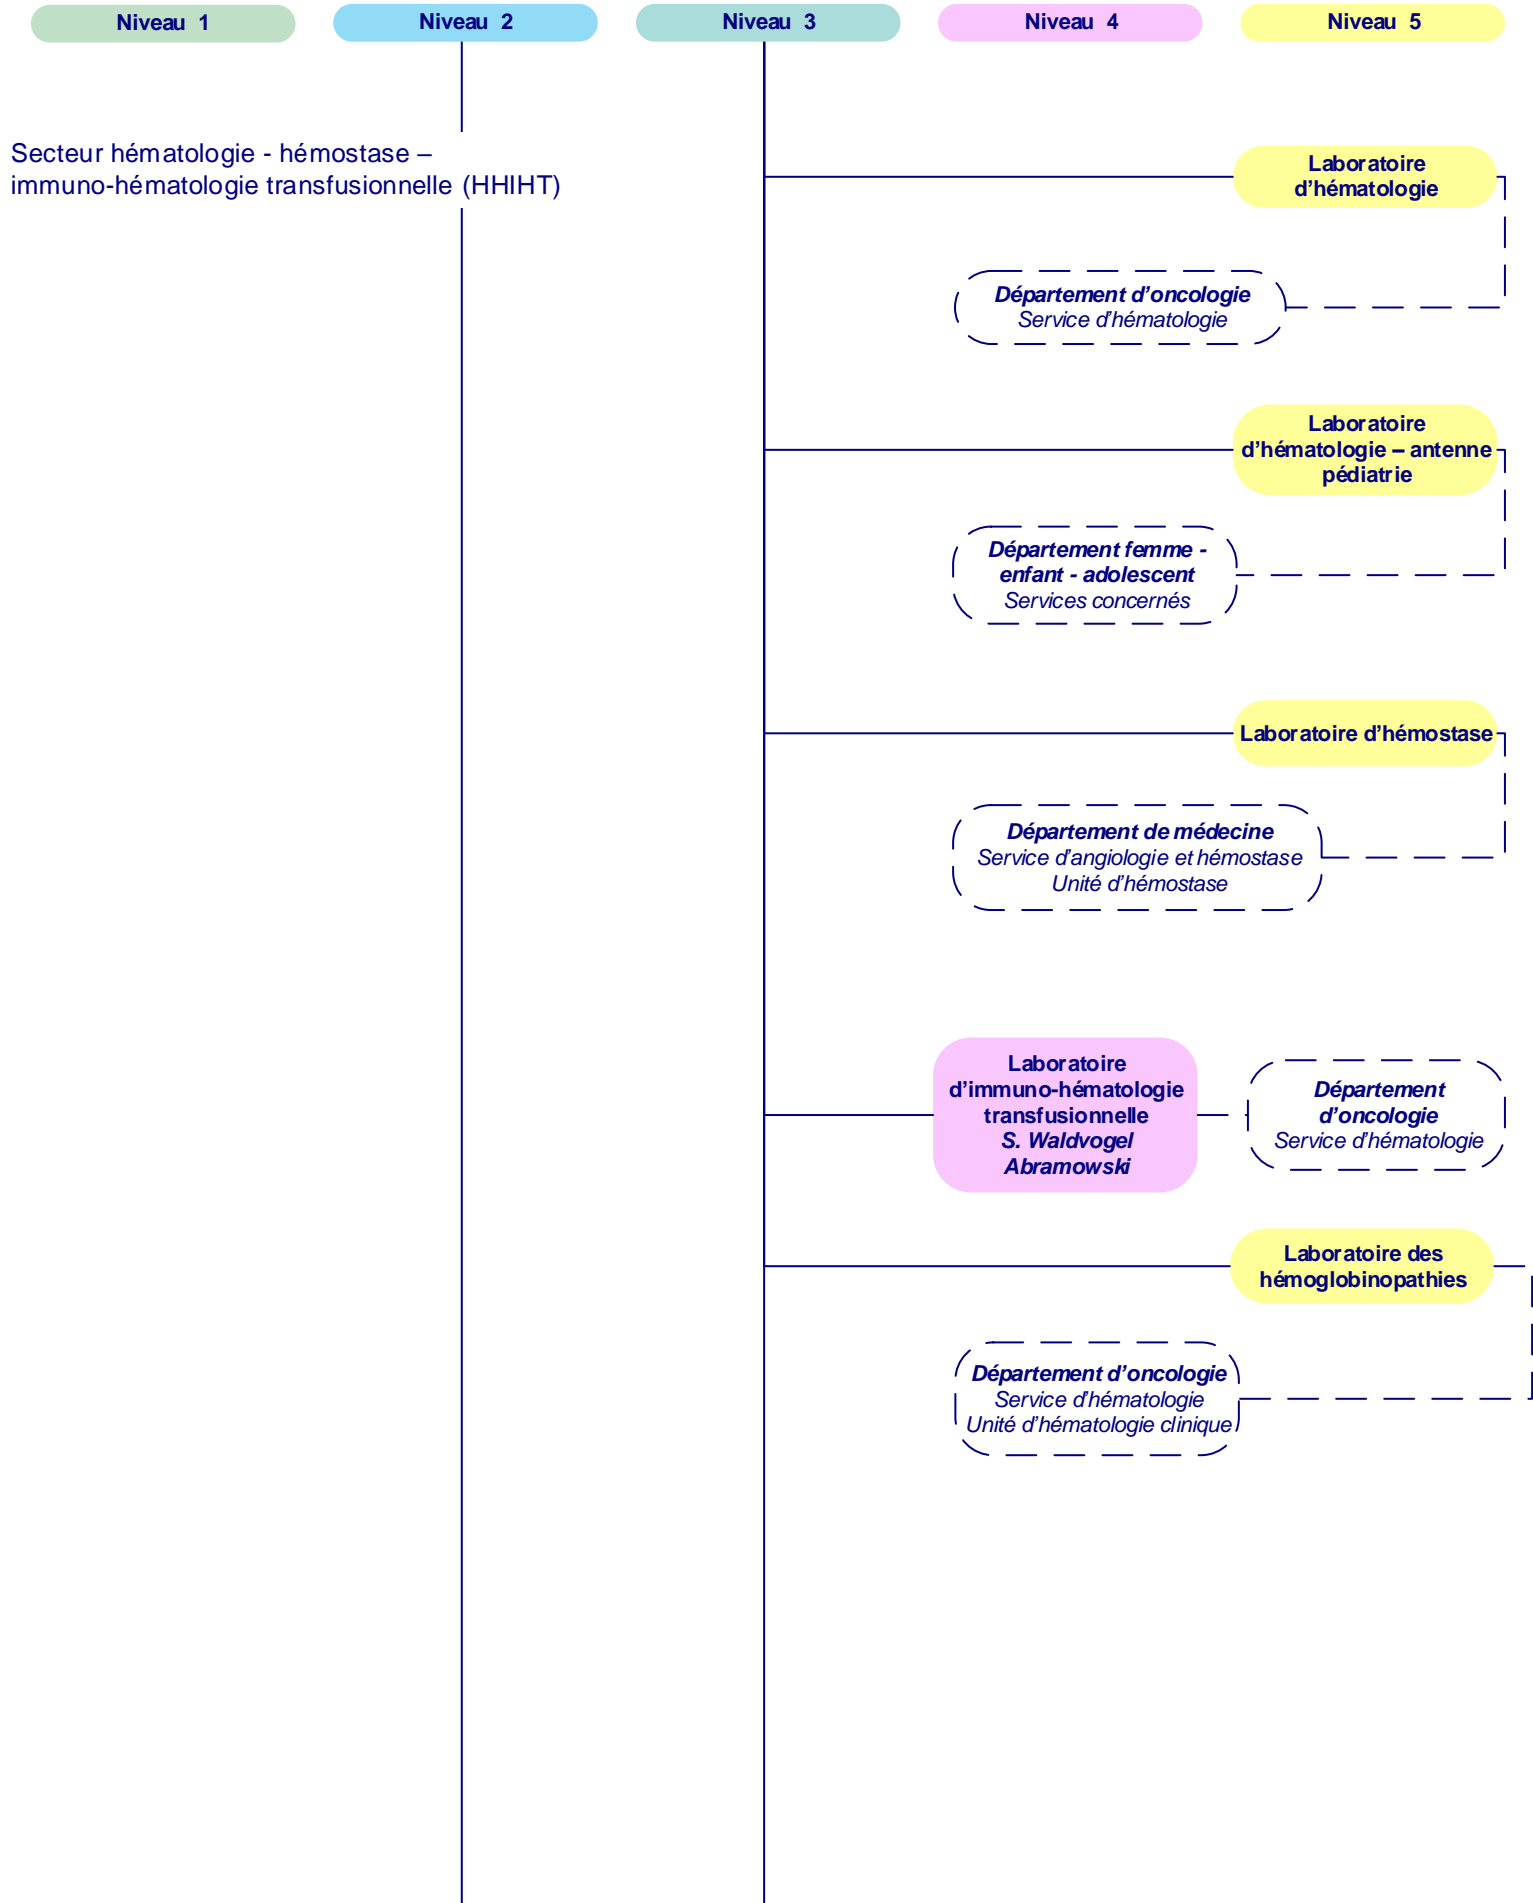 Niveau 1
Niveau 2
Niveau 3
Niveau 4
Niveau 5
Secteur hématologie - hémostase –
immuno-hématologie transfusionnelle (HHIHT)
Laboratoire
d’hématologie
Département d’oncologie
Service d’hématologie
Laboratoire
d’hématologie – antenne
pédiatrie
Département femme -
enfant - adolescent
Services concernés
Laboratoire d’hémostase
Département de médecine
Service d’angiologie et hémostase
Unité d’hémostase
Laboratoire
d’immuno-hématologie
transfusionnelle
S. Waldvogel
Abramowski
Département
d’oncologie
Service d’hématologie
Laboratoire des
hémoglobinopathies
Département d’oncologie
Service d’hématologie
Unité d’hématologie clinique